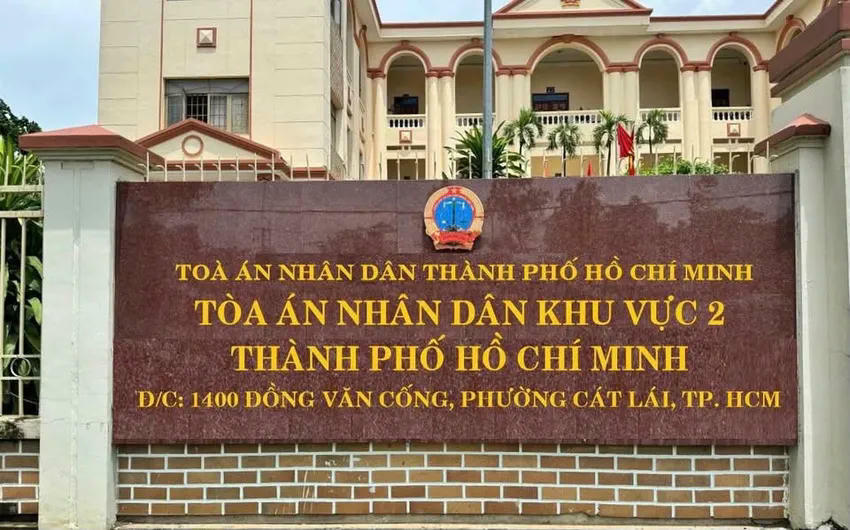 TOÀ ÁN NHÂN DÂN THÀNH PHỐ HỒ CHÍ MINH
TÒA ÁN NHÂN DÂN KHU VỰC 2
THÀNH PHỐ HỒ CHÍ MINH
Đ/C: 1400 ĐỒNG VĂN CỐNG, PHƯỜNG CÁT LÁI, TP. HCM